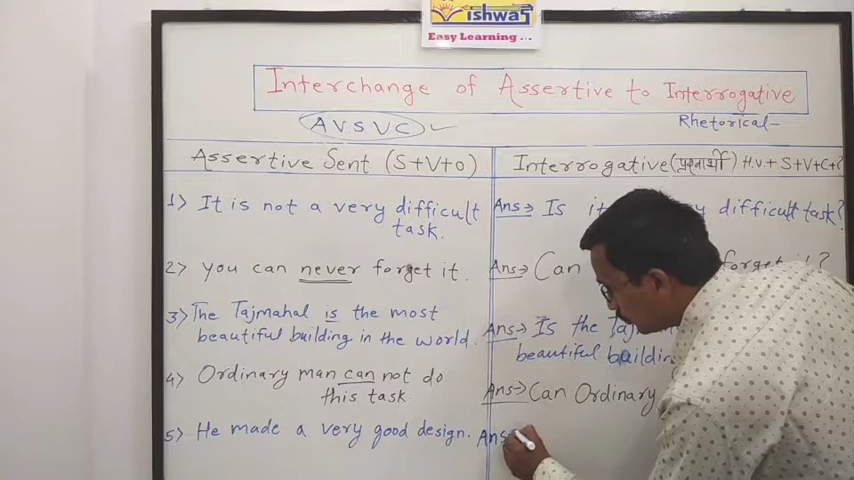 Vishwas
Easy Learning....
Interchange of Assertive to Interrogative
AVSVC
Rhetorical
Assertive Sent (S+V+O)
Interrogative (प्रश्नार्थी) H.V+S+V+C+?
1) It is not a very difficult
task.
Ans→ Is difficult task?
2) you can never forget it.
Ans→ Can forget it?
3) The Tajmahal is the most
beautiful building in the world.
Ans→ Is the
beautiful
4) Ordinary man can not do
this task.
Ans→ Can Ordinary
5) He made a very good design.
Ans